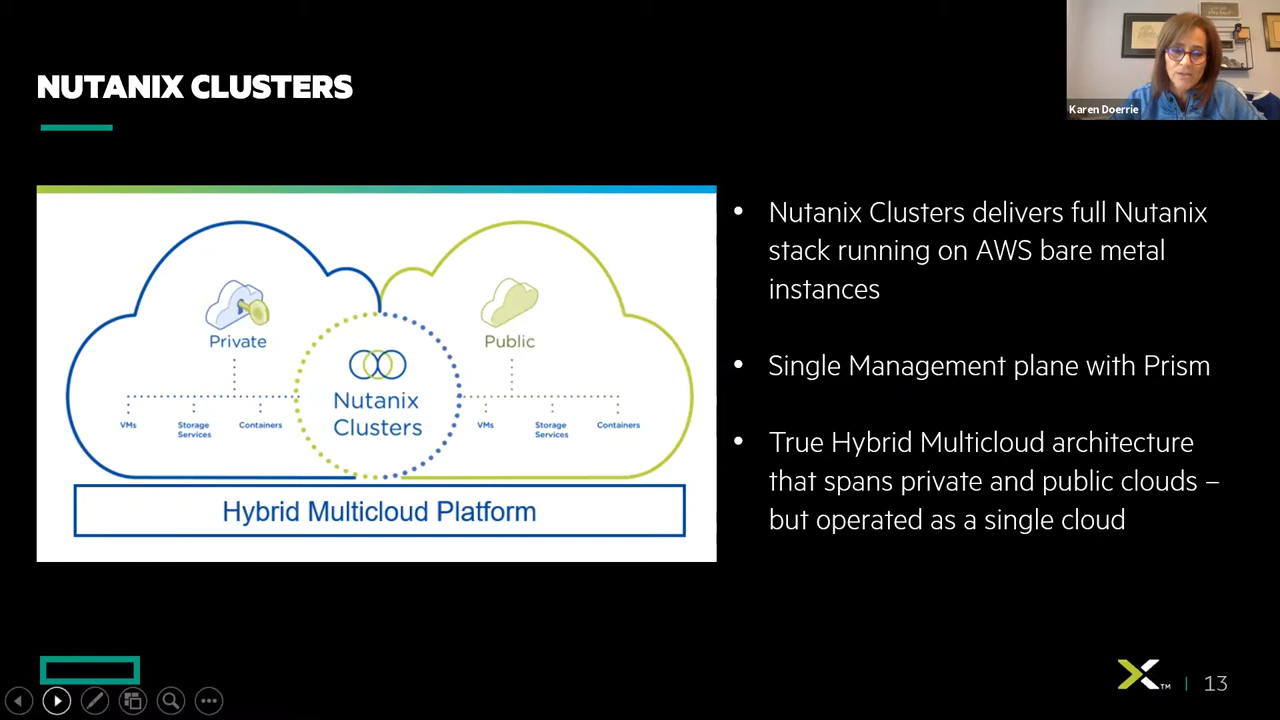 NUTANIX CLUSTERS
Karen Doerrie
Private
Public
Nutanix
Clusters
VMs
Storage
Services
Containers
VMs
Storage
Services
Containers
Hybrid Multicloud Platform
• Nutanix Clusters delivers full Nutanix
stack running on AWS bare metal
instances
• Single Management plane with Prism
• True Hybrid Multicloud architecture
that spans private and public clouds –
but operated as a single cloud
X™ | 13